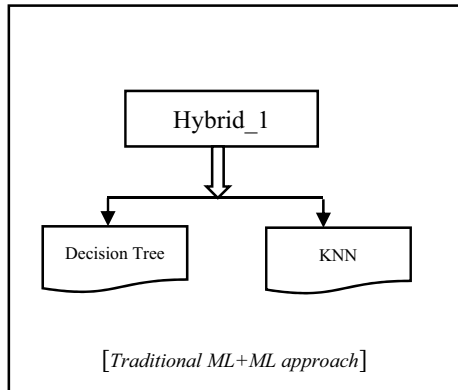 Hybrid_1
Decision Tree
KNN
[Traditional ML+ML approach]